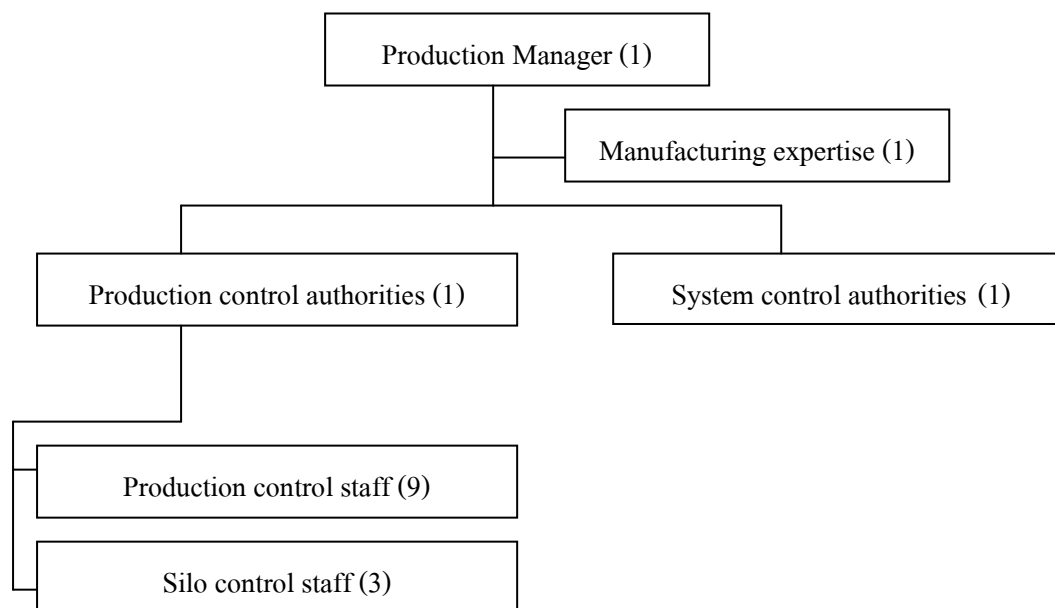 Production Manager (1)
Manufacturing expertise (1)
Production control authorities (1)
System control authorities (1)
Production control staff (9)
Silo control staff (3)